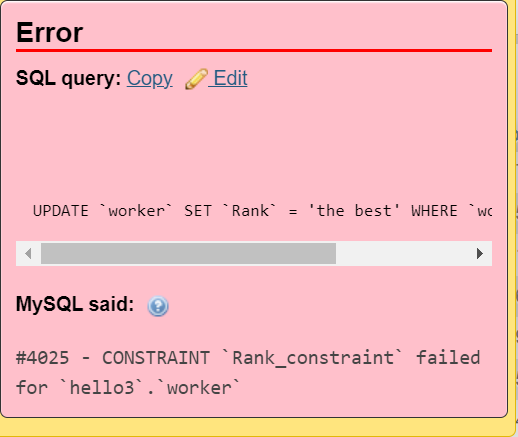 Error
SQL query: Copy Edit
UPDATE `worker` SET `Rank` = 'the best' WHERE `wo
MySQL said:
#4025 - CONSTRAINT `Rank_constraint` failed
for `hello3`.`worker`